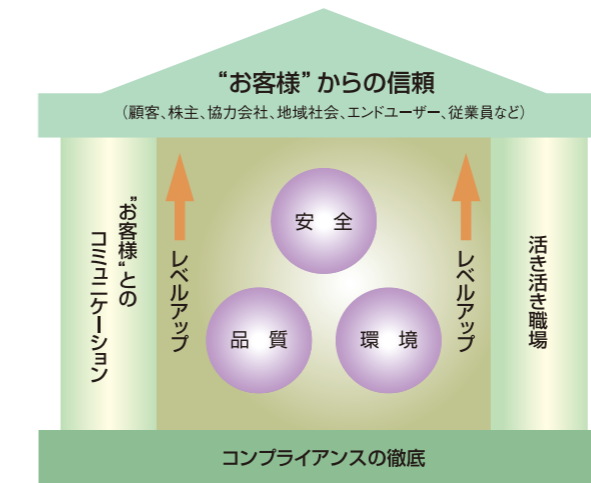 “お客様”からの信頼
（顧客、株主、協力会社、地域社会、エンドユーザー、従業員など）
“お客様“との
コミュニケーション
レベルアップ
安　全
品　質
環　境
レベルアップ
活き活き職場
コンプライアンスの徹底